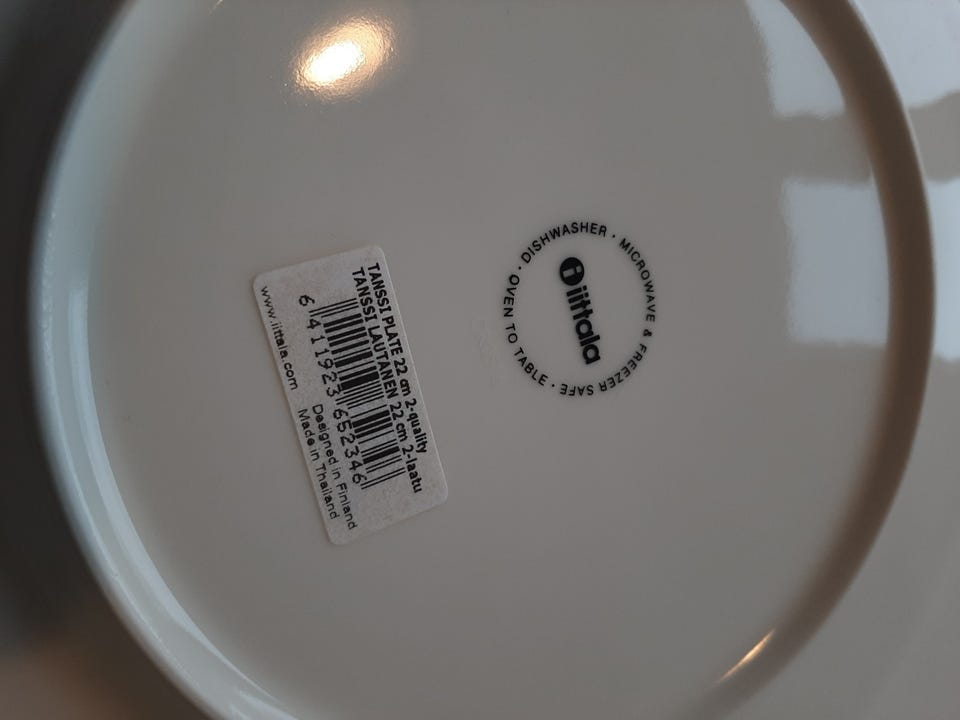 TANSSI PLATE 22 cm 2-quality
TANSSI LAUTANEN 22 cm 2-laatu
6 411923 652346
Designed in Finland
www.iittala.com Made in Thailand
OVEN TO TABLE · DISHWASHER · MICROWAVE & FREEZER SAFE ·
iittala